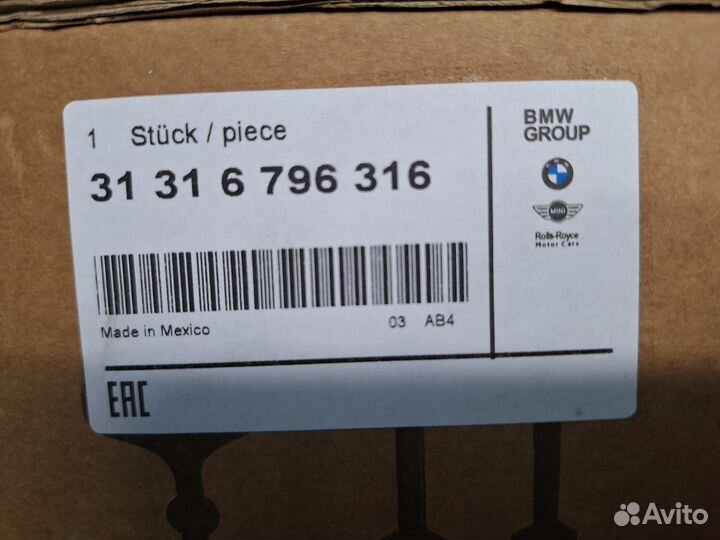 1 Stück / piece
31 31 6 796 316
Made in Mexico
03 AB4
EAC
BMW
GROUP
BMW
MINI
Rolls-Royce
Motor Cars
Avito